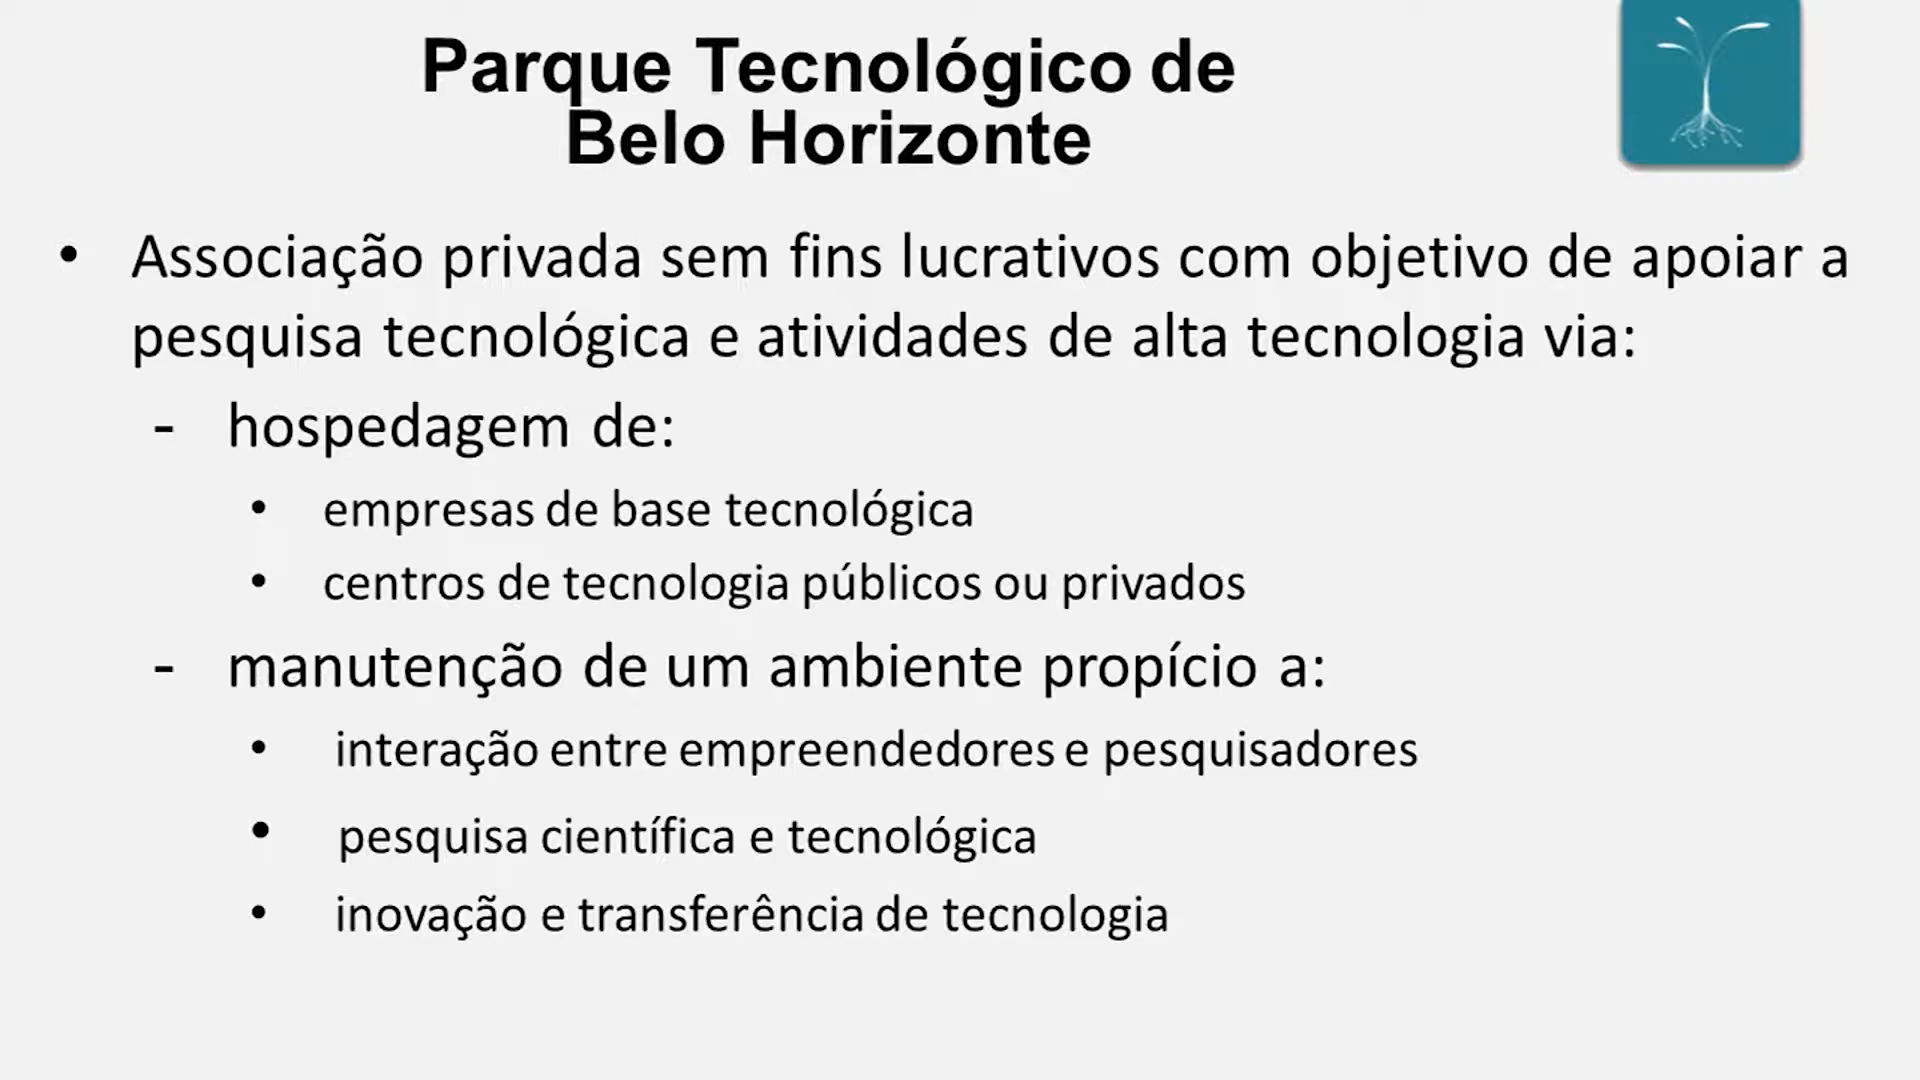 Parque Tecnológico de
Belo Horizonte
• Associação privada sem fins lucrativos com objetivo de apoiar a
pesquisa tecnológica e atividades de alta tecnologia via:
- hospedagem de:
• empresas de base tecnológica
• centros de tecnologia públicos ou privados
- manutenção de um ambiente propício a:
• interação entre empreendedores e pesquisadores
• pesquisa científica e tecnológica
• inovação e transferência de tecnologia